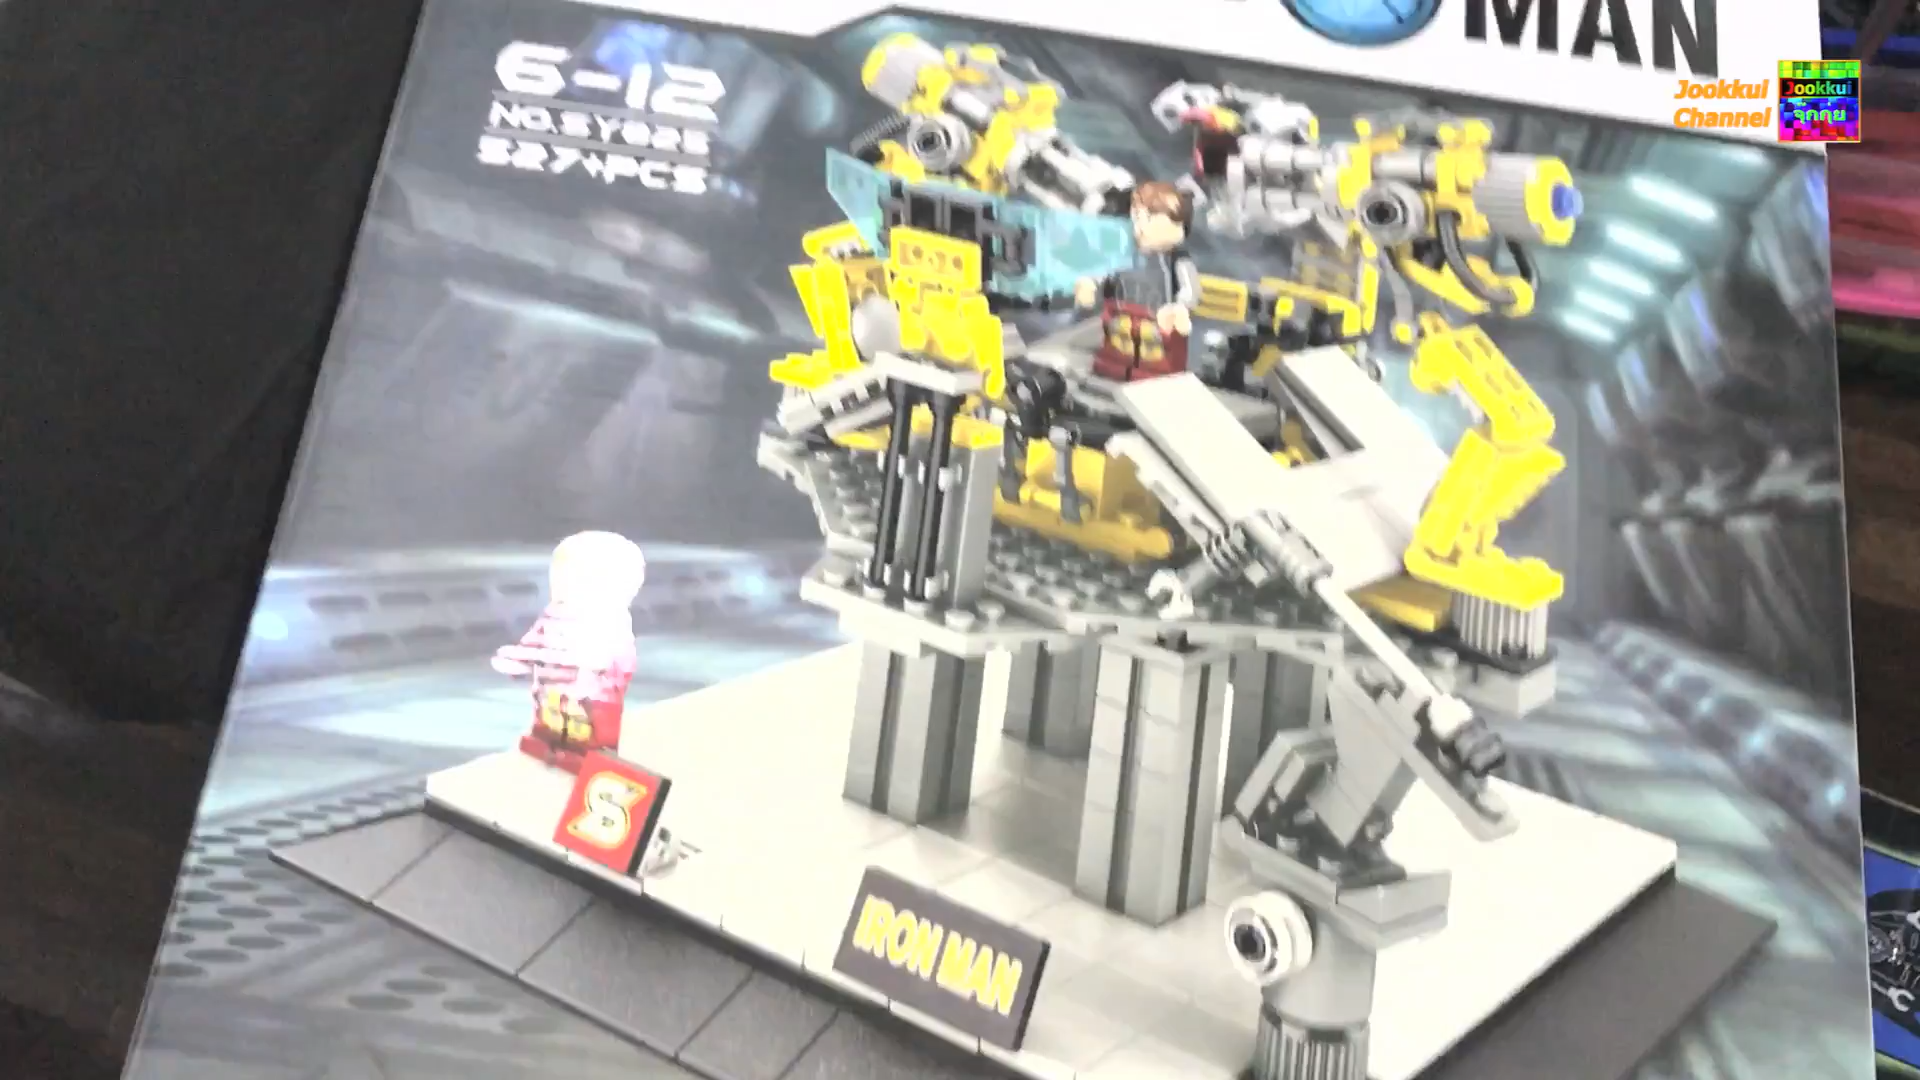 MAN
6-12
NO.SY825
527+PCS
Jookkui
Channel
Jookkui
จุ๊กกุ่ย
S
IRON MAN